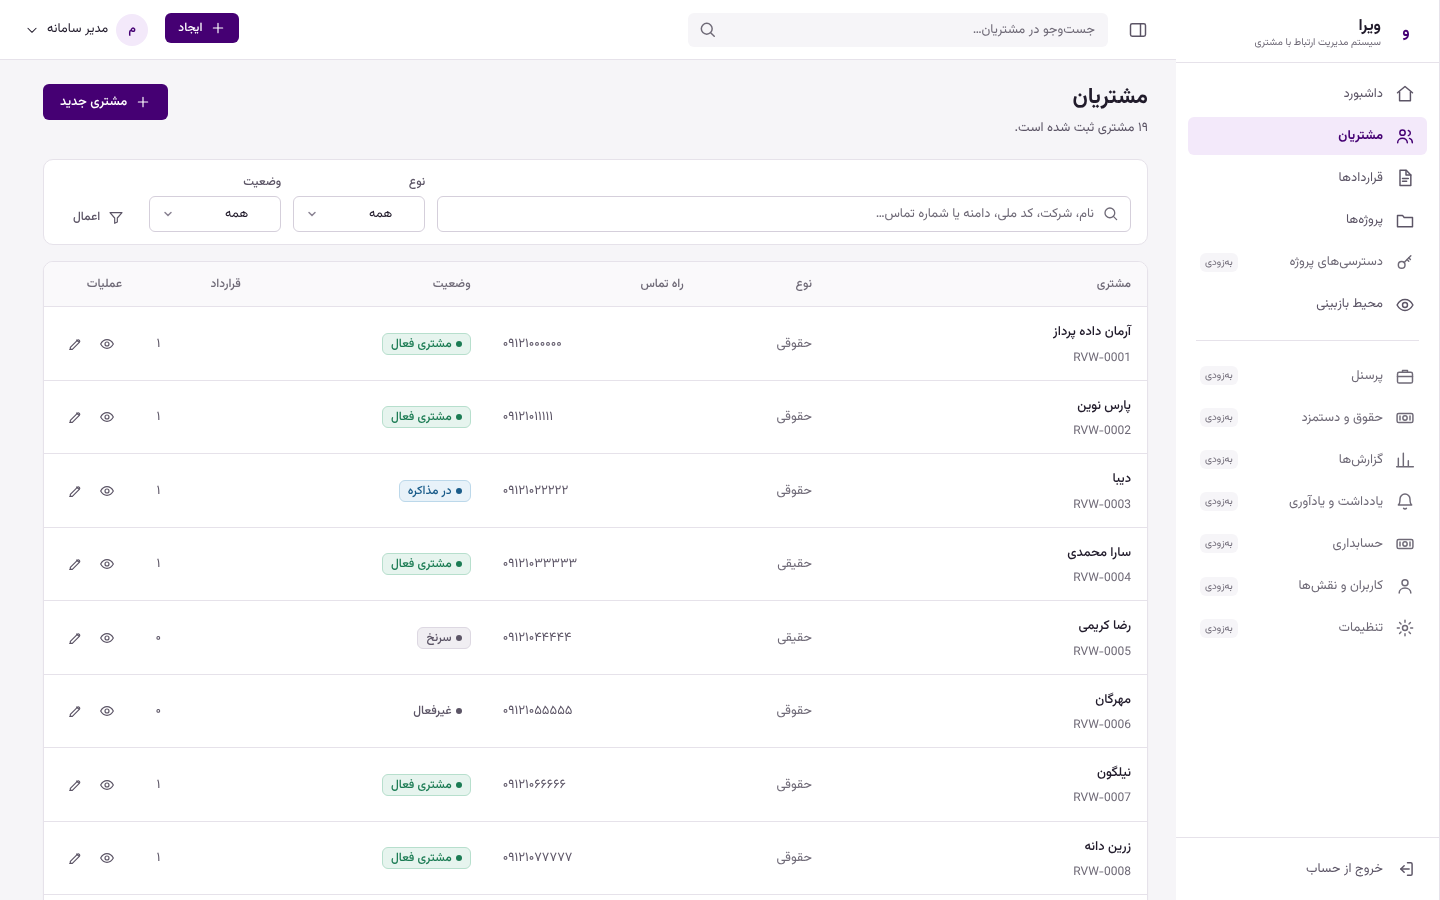 و
ویرا
سیستم مدیریت ارتباط با مشتری
داشبورد
مشتریان
قراردادها
پروژه‌ها
دسترسی‌های پروژه
به‌زودی
محیط بازبینی
پرسنل
به‌زودی
حقوق و دستمزد
به‌زودی
گزارش‌ها
به‌زودی
یادداشت و یادآوری
به‌زودی
حسابداری
به‌زودی
کاربران و نقش‌ها
به‌زودی
تنظیمات
به‌زودی
خروج از حساب
جست‌وجو در مشتریان...
ایجاد
م
مدیر سامانه
مشتریان
۱۹ مشتری ثبت شده است.
مشتری جدید
نام، شرکت، کد ملی، دامنه یا شماره تماس...
نوع
همه
وضعیت
همه
اعمال
مشتری نوع راه تماس وضعیت قرارداد عملیات
آرمان داده پرداز
RVW-0001
حقوقی ۰۹۱۲۱۰۰۰۰۰۰ مشتری فعال ۱
پارس نوین
RVW-0002
حقوقی ۰۹۱۲۱۰۱۱۱۱۱ مشتری فعال ۱
دیبا
RVW-0003
حقوقی ۰۹۱۲۱۰۲۲۲۲۲ در مذاکره ۱
سارا محمدی
RVW-0004
حقیقی ۰۹۱۲۱۰۳۳۳۳۳ مشتری فعال ۱
رضا کریمی
RVW-0005
حقیقی ۰۹۱۲۱۰۴۴۴۴۴ سرنخ ۰
مهرگان
RVW-0006
حقوقی ۰۹۱۲۱۰۵۵۵۵۵ غیرفعال ۰
نیلگون
RVW-0007
حقوقی ۰۹۱۲۱۰۶۶۶۶۶ مشتری فعال ۱
زرین دانه
RVW-0008
حقوقی ۰۹۱۲۱۰۷۷۷۷۷ مشتری فعال ۱